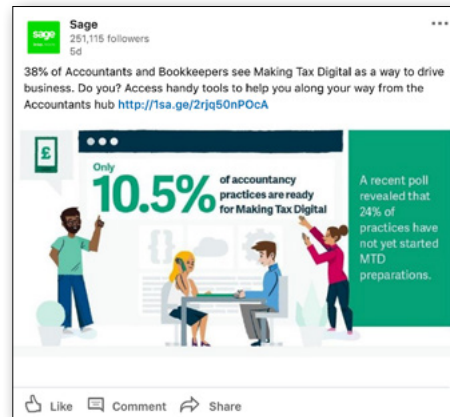 Sage
251,115 followers
5d
38% of Accountants and Bookkeepers see Making Tax Digital as a way to drive
business. Do you? Access handy tools to help you along your way from the
Accountants hub http://1sa.ge/2rjq50nPOcA
sage
£
Only
10.5%
of accountancy
practices are ready
for Making Tax Digital
A recent poll
revealed that
24% of
practices have
not yet started
MTD
preparations.
Like Comment Share